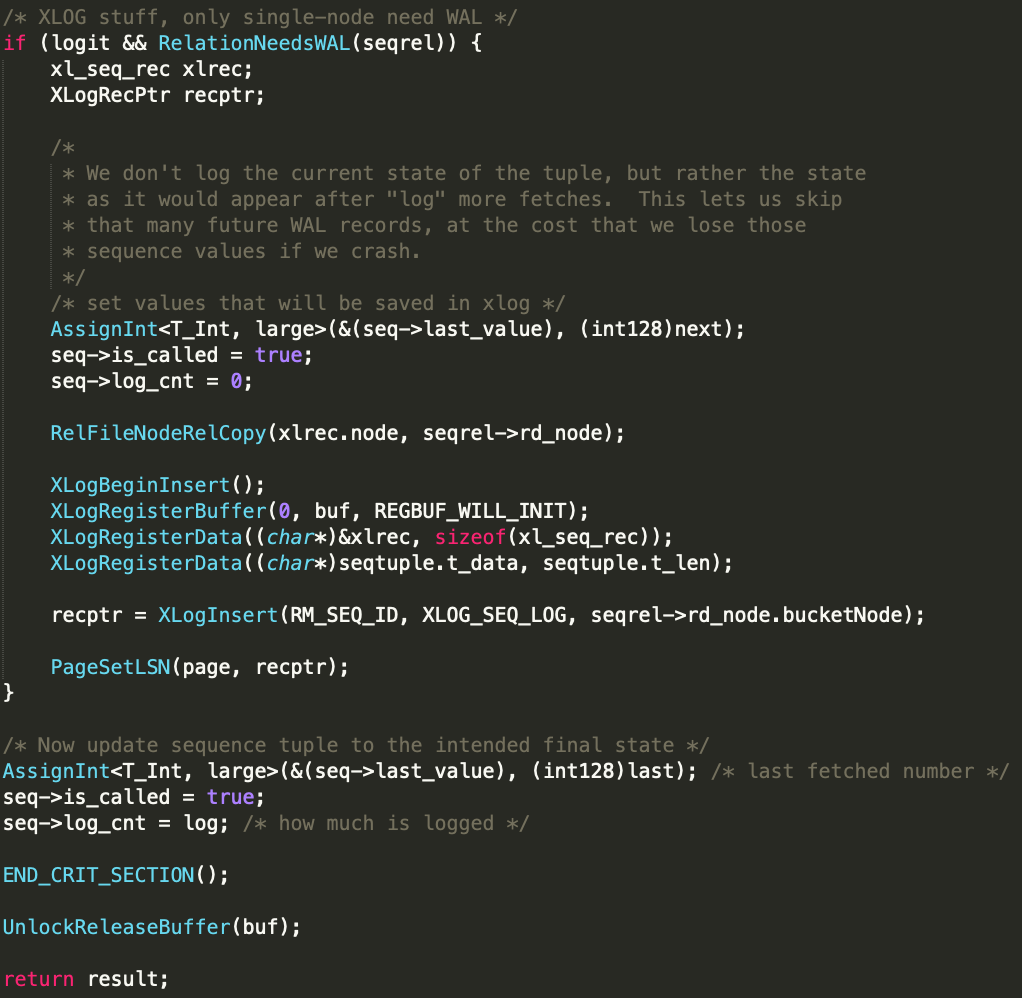 /* XLOG stuff, only single-node need WAL */
if (logit && RelationNeedsWAL(seqrel)) {
    xl_seq_rec xlrec;
    XLogRecPtr recptr;

    /*
     * We don't log the current state of the tuple, but rather the state
     * as it would appear after "log" more fetches.  This lets us skip
     * that many future WAL records, at the cost that we lose those
     * sequence values if we crash.
     */
    /* set values that will be saved in xlog */
    AssignInt<T_Int, large>(&(seq->last_value), (int128)next);
    seq->is_called = true;
    seq->log_cnt = 0;

    RelFileNodeRelCopy(xlrec.node, seqrel->rd_node);

    XLogBeginInsert();
    XLogRegisterBuffer(0, buf, REGBUF_WILL_INIT);
    XLogRegisterData((char*)&xlrec, sizeof(xl_seq_rec));
    XLogRegisterData((char*)seqtuple.t_data, seqtuple.t_len);

    recptr = XLogInsert(RM_SEQ_ID, XLOG_SEQ_LOG, seqrel->rd_node.bucketNode);

    PageSetLSN(page, recptr);
}

/* Now update sequence tuple to the intended final state */
AssignInt<T_Int, large>(&(seq->last_value), (int128)last); /* last fetched number */
seq->is_called = true;
seq->log_cnt = log; /* how much is logged */

END_CRIT_SECTION();

UnlockReleaseBuffer(buf);

return result;